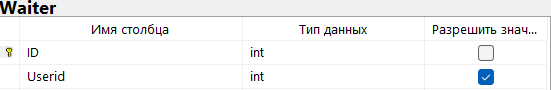 Waiter
Имя столбца Тип данных Разрешить знач...
ID int
Userid int